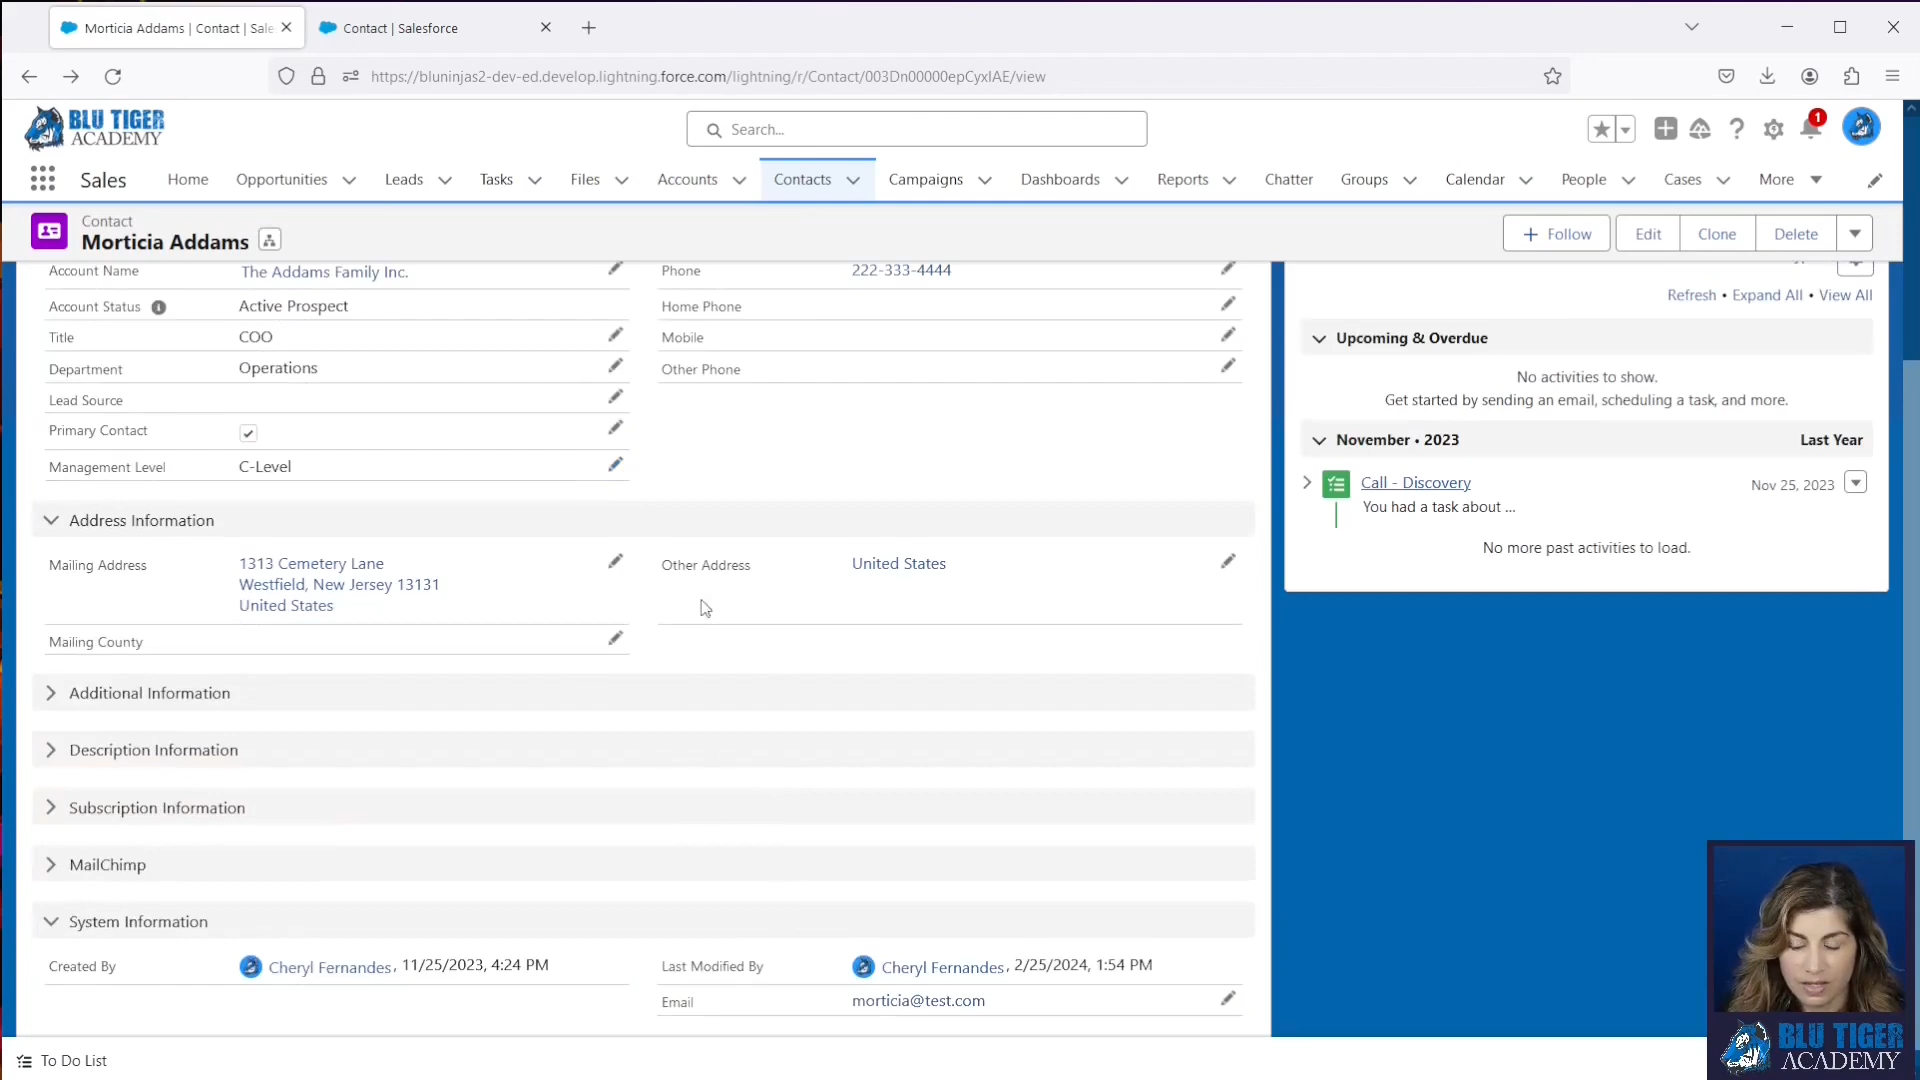 Morticia Addams | Contact | Sale
Contact | Salesforce
https://bluninjas2-dev-ed.develop.lightning.force.com/lightning/r/Contact/003Dn00000epCyxIAE/view
BLU TIGER
ACADEMY
Search...
1
Sales
Home
Opportunities
Leads
Tasks
Files
Accounts
Contacts
Campaigns
Dashboards
Reports
Chatter
Groups
Calendar
People
Cases
More
Contact
Morticia Addams
Follow
Edit
Clone
Delete
Account Name The Addams Family Inc.
Phone 222-333-4444
Account Status Active Prospect
Home Phone
Title COO
Mobile
Department Operations
Other Phone
Lead Source
Primary Contact
Management Level C-Level
Refresh • Expand All • View All
Upcoming & Overdue
No activities to show.
Get started by sending an email, scheduling a task, and more.
November • 2023 Last Year
Call - Discovery Nov 25, 2023
You had a task about ...
No more past activities to load.
Address Information
Mailing Address 1313 Cemetery Lane
Westfield, New Jersey 13131
United States
Other Address United States
Mailing County
Additional Information
Description Information
Subscription Information
MailChimp
System Information
Created By Cheryl Fernandes, 11/25/2023, 4:24 PM
Last Modified By Cheryl Fernandes, 2/25/2024, 1:54 PM
Email morticia@test.com
To Do List
BLU TIGER
ACADEMY